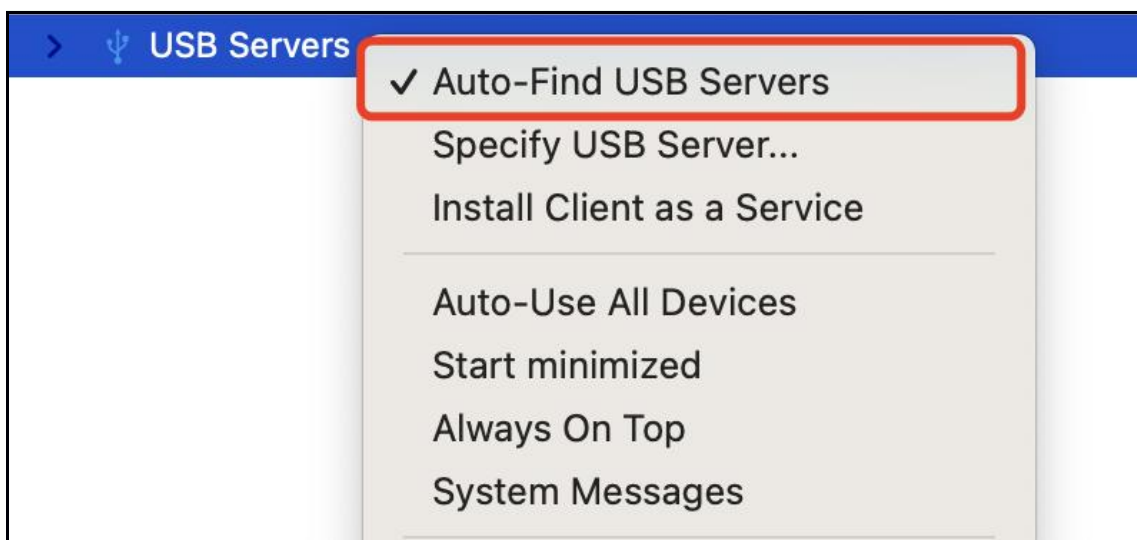 USB Servers
Auto-Find USB Servers
Specify USB Server...
Install Client as a Service
Auto-Use All Devices
Start minimized
Always On Top
System Messages